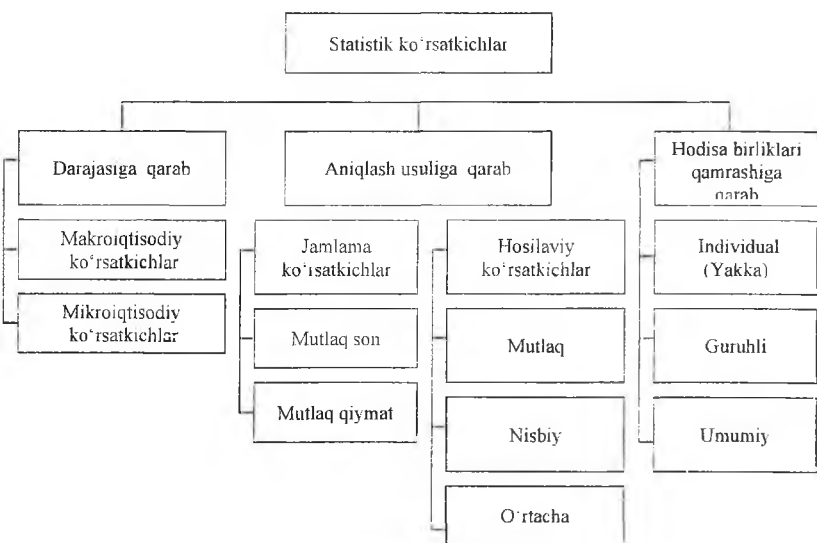 Statistik ko‘rsatkichlar
Darajasiga qarab
Makroiqtisodiy
ko‘rsatkichlar
Mikroiqtisodiy
ko‘rsatkichlar
Aniqlash usuliga qarab
Jamlama
ko‘rsatkichlar
Mutlaq son
Mutlaq qiymat
Hosilaviy
ko‘rsatkichlar
Mutlaq
Nisbiy
O‘rtacha
Hodisa birliklari
qamrashiga
qarab
Individual
(Yakka)
Guruhli
Umumiy